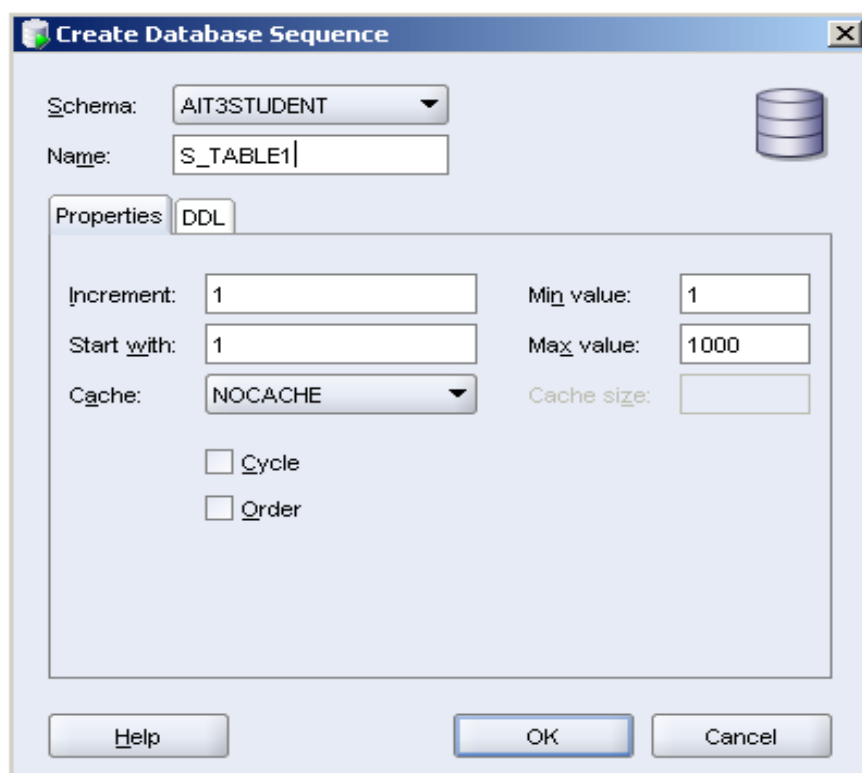 Create Database Sequence
Schema: AIT3STUDENT
Name: S_TABLE1
Properties DDL
Increment: 1 Min value: 1
Start with: 1 Max value: 1000
Cache: NOCACHE Cache size:
Cycle
Order
Help OK Cancel